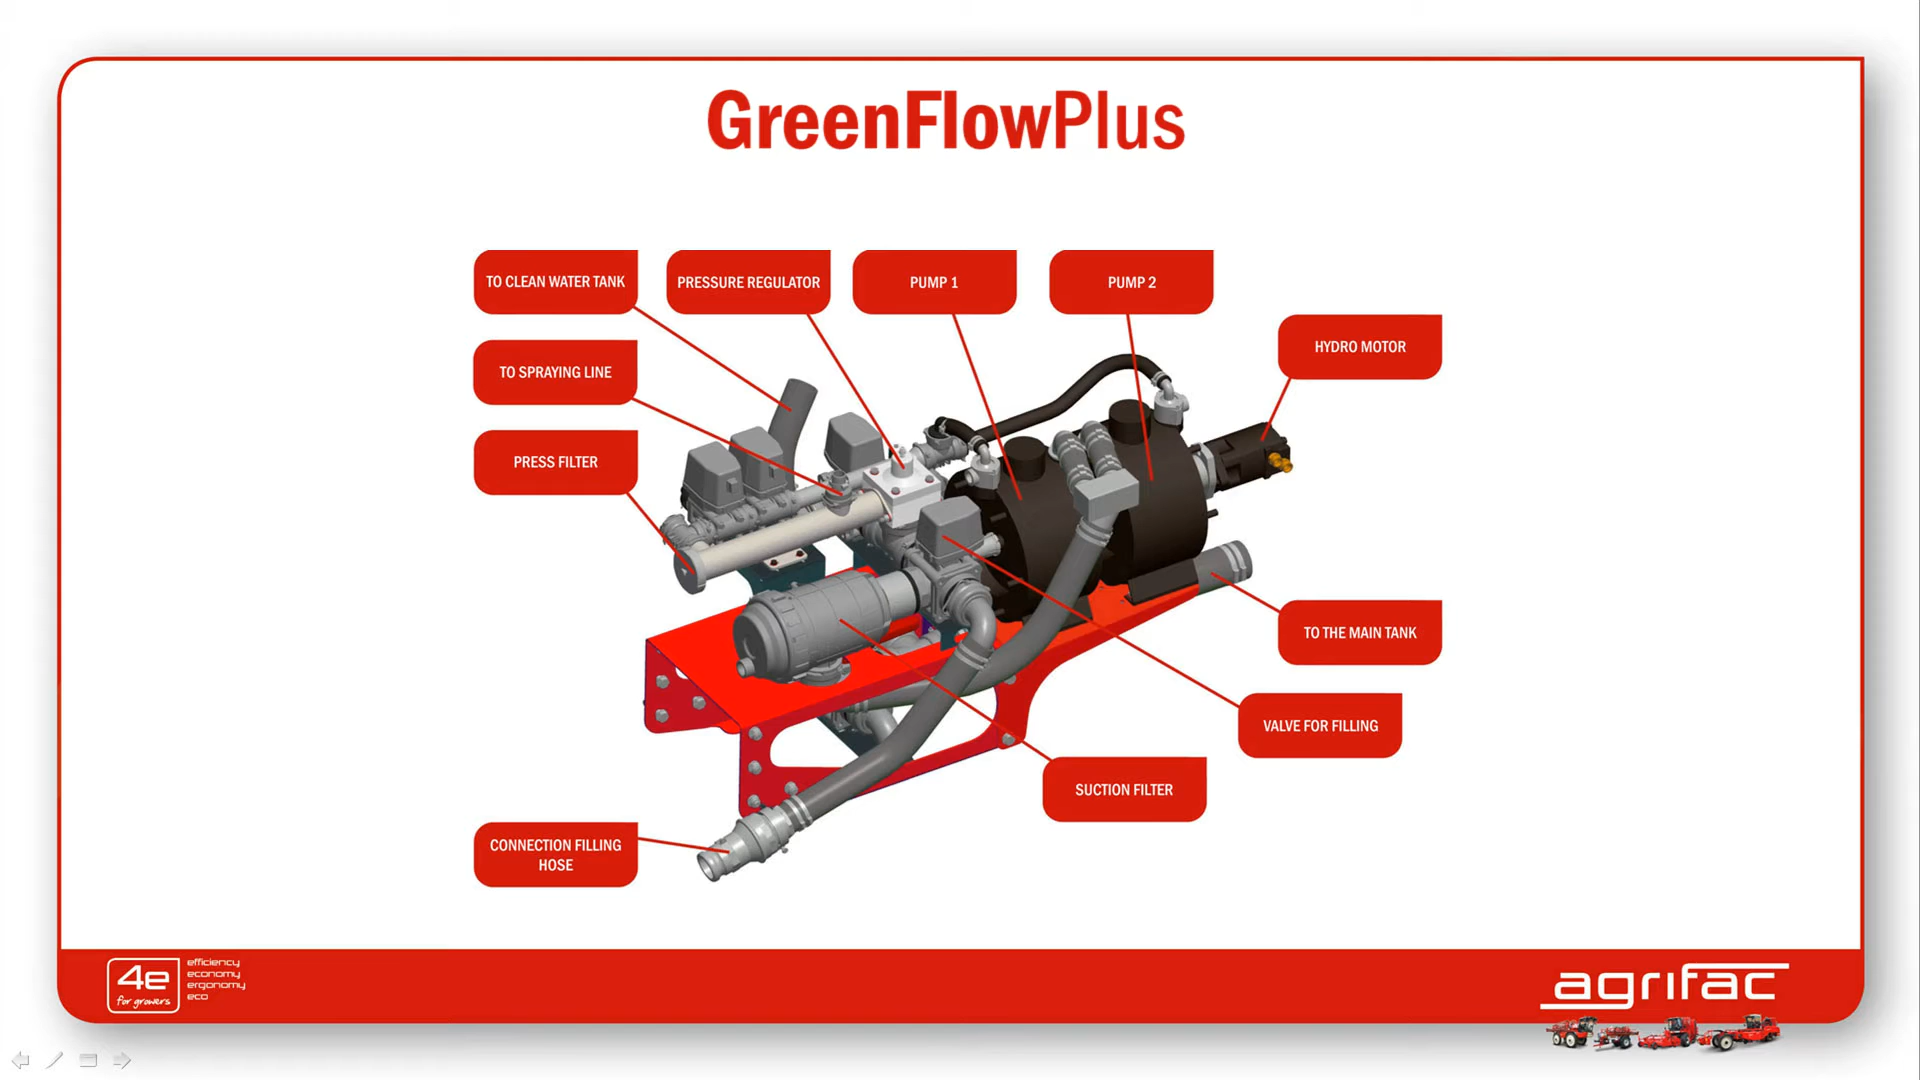 GreenFlowPlus
TO CLEAN WATER TANK
PRESSURE REGULATOR
PUMP 1
PUMP 2
HYDRO MOTOR
TO SPRAYING LINE
PRESS FILTER
TO THE MAIN TANK
VALVE FOR FILLING
SUCTION FILTER
CONNECTION FILLING
HOSE
4e
for growers
efficiency
economy
ergonomy
eco
agrifac